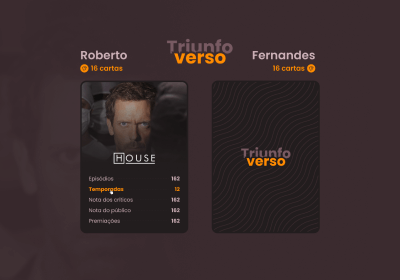 Triunfo
verso
Roberto
16 cartas
Fernandes
16 cartas
HOUSE
Episódios 162
Temporadas 12
Nota dos críticos 162
Nota do público 162
Premiações 162
Triunfo
verso